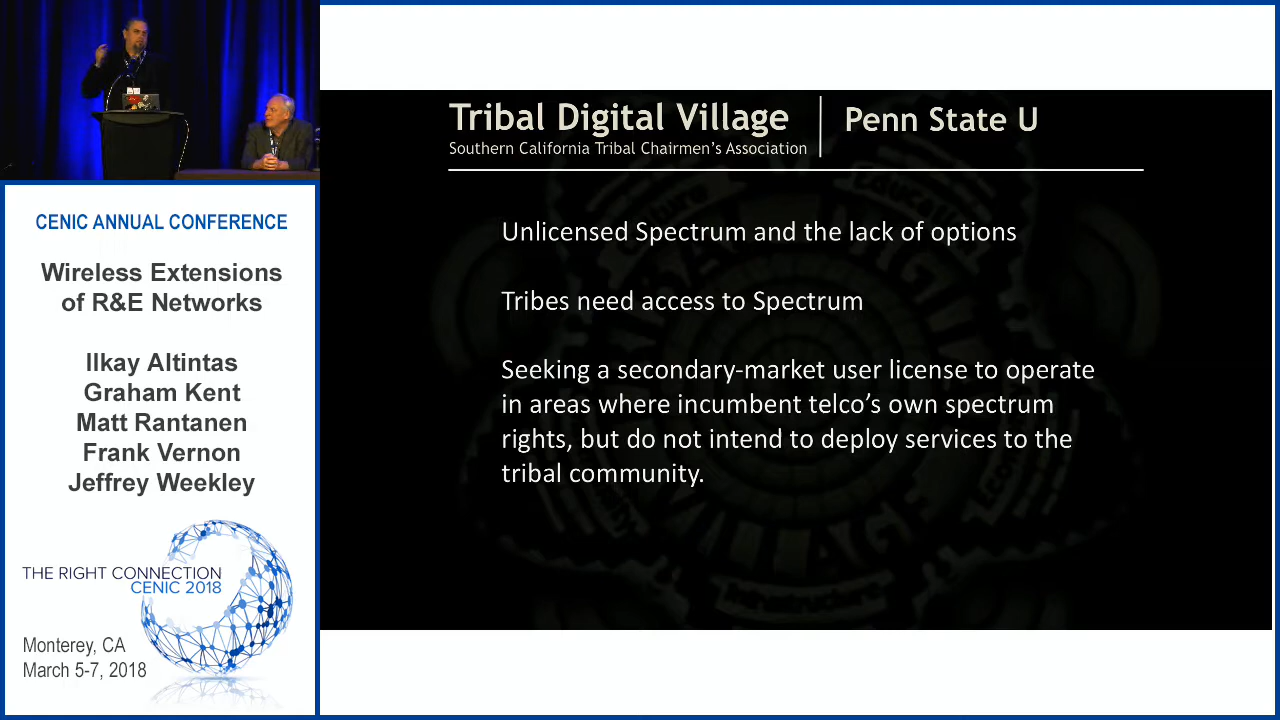 CENIC ANNUAL CONFERENCE
Wireless Extensions
of R&E Networks
Ilkay Altintas
Graham Kent
Matt Rantanen
Frank Vernon
Jeffrey Weekley
THE RIGHT CONNECTION
CENIC 2018
Monterey, CA
March 5-7, 2018
Tribal Digital Village
Southern California Tribal Chairmen's Association
Penn State U
Unlicensed Spectrum and the lack of options
Tribes need access to Spectrum
Seeking a secondary-market user license to operate
in areas where incumbent telco's own spectrum
rights, but do not intend to deploy services to the
tribal community.
Education
Infrastructure